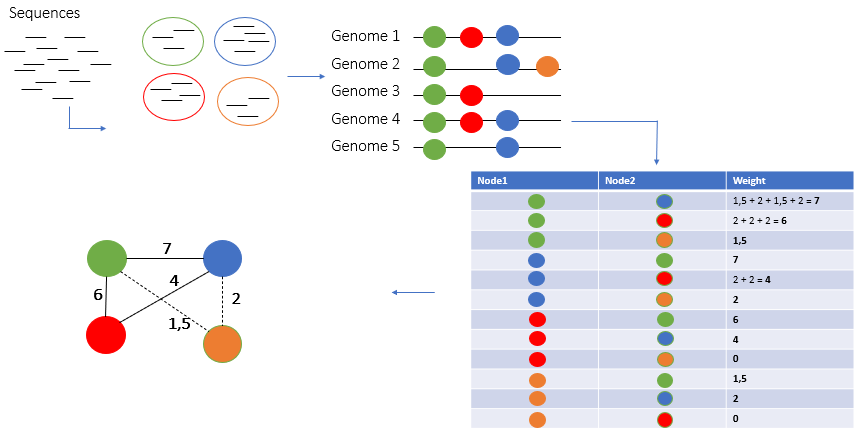 Sequences
Genome 1
Genome 2
Genome 3
Genome 4
Genome 5
Node1 Node2 Weight
1,5 + 2 + 1,5 + 2 = 7
2 + 2 + 2 = 6
1,5
7
2 + 2 = 4
2
6
4
0
1,5
2
0
7
4
6
2
1,5